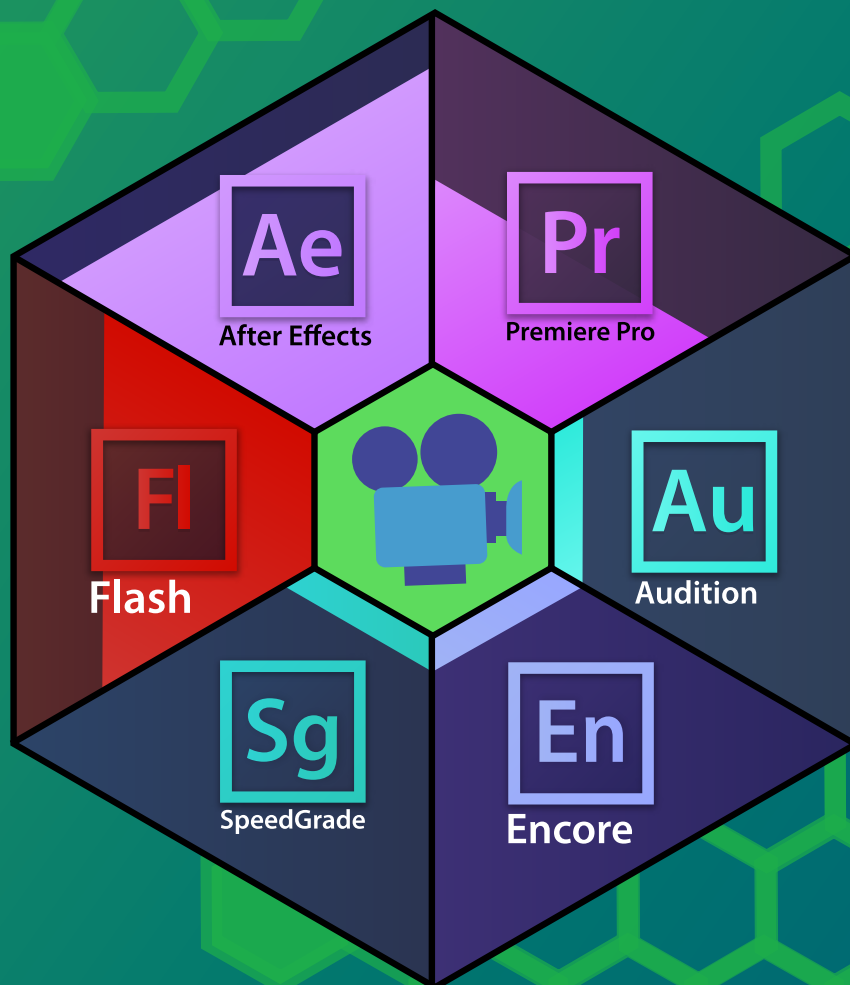 Ae
After Effects
Pr
Premiere Pro
Fl
Flash
Au
Audition
Sg
SpeedGrade
En
Encore